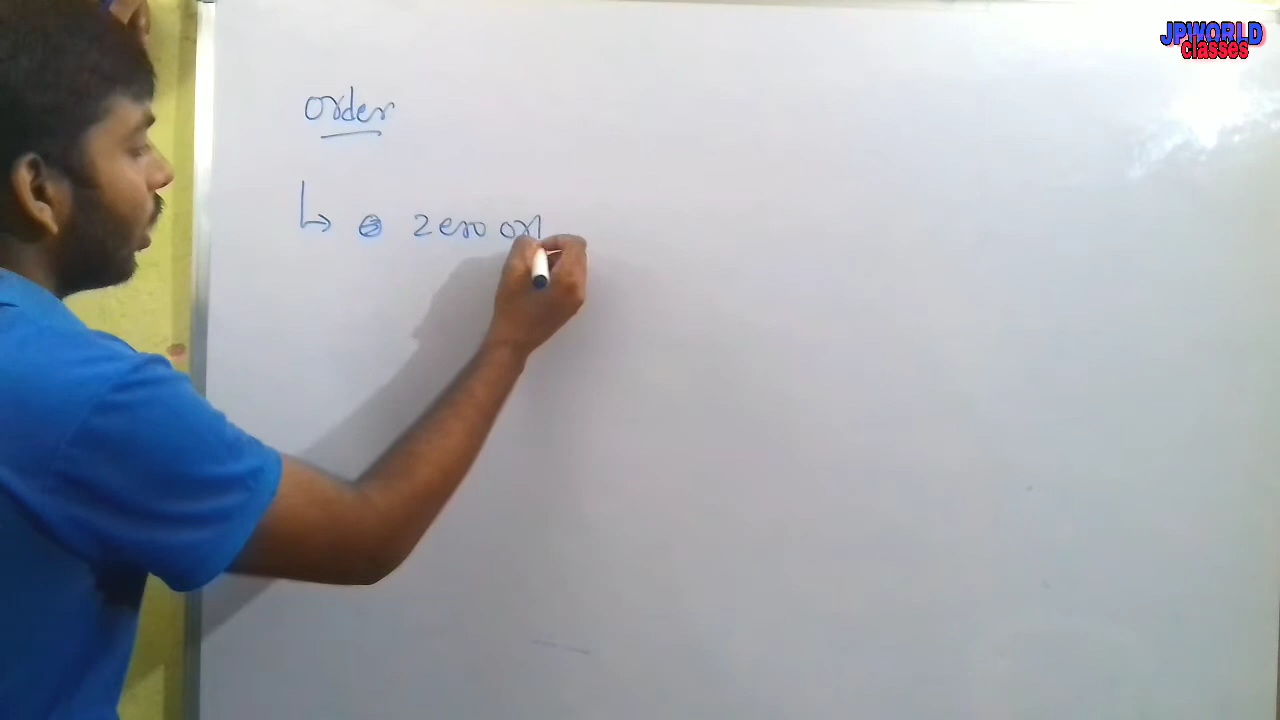 JPWORLD
classes
order
↳ zero or